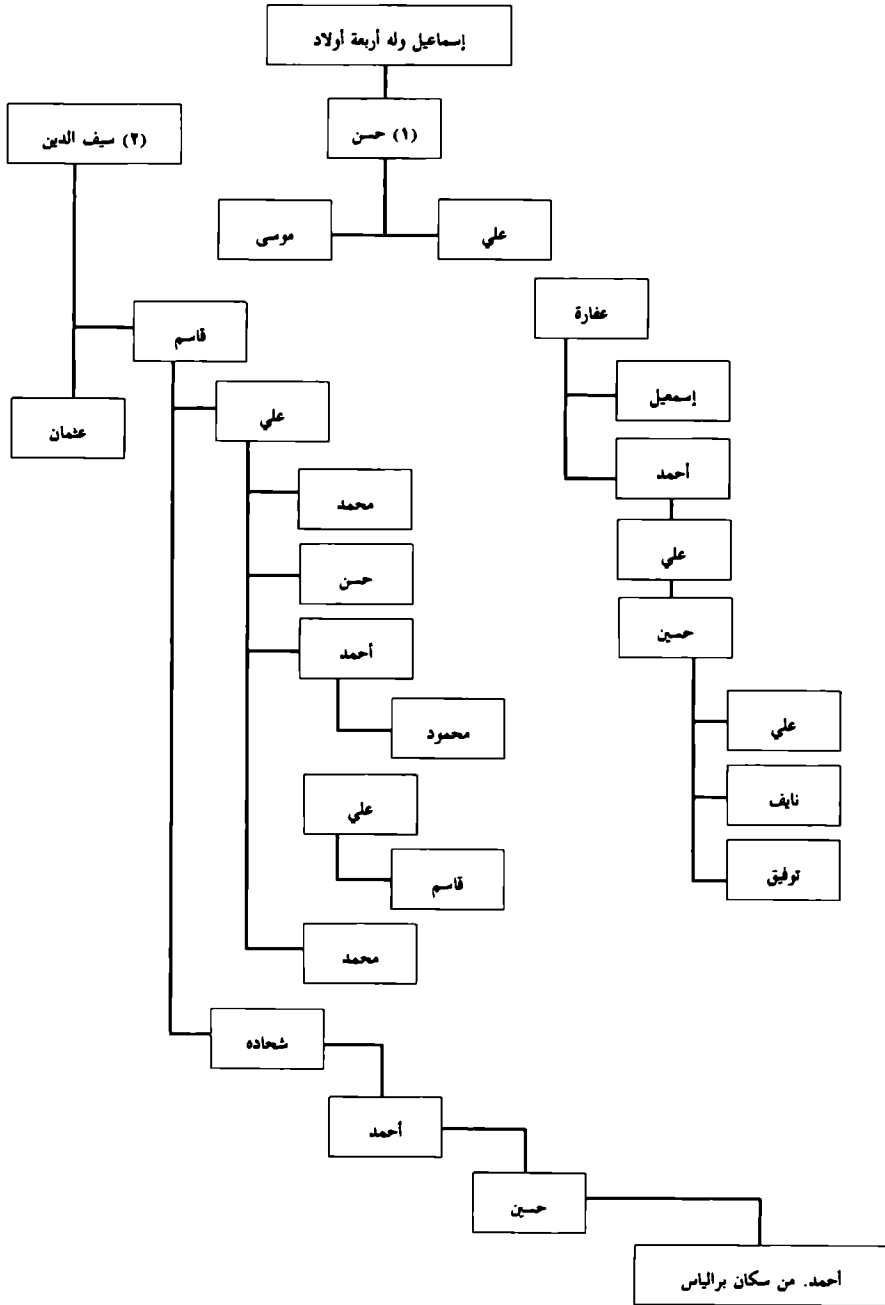 إسماعيل وله أربعة أولاد
(١) حسن
(٢) سيف الدين
علي
موسى
عفارة
قاسم
إسمعيل
علي
عثمان
أحمد
محمد
علي
حسن
حسين
أحمد
علي
محمود
نايف
علي
توفيق
قاسم
محمد
شحاده
أحمد
حسين
أحمد. من سكان برالياس